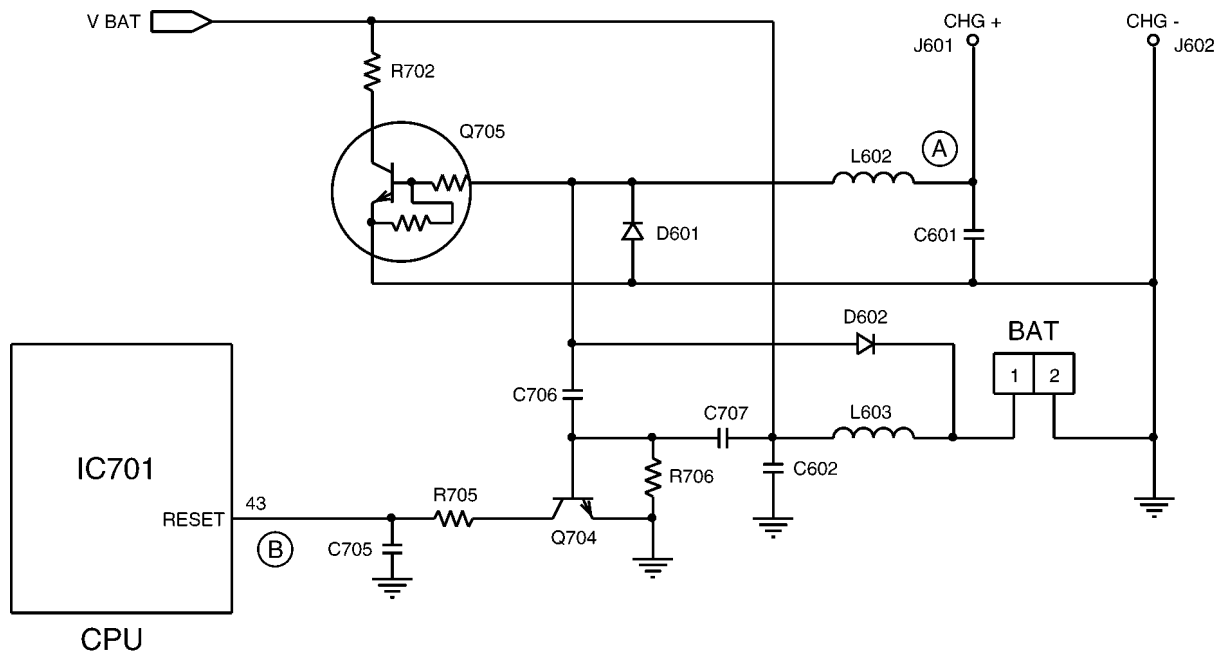 V BAT
CHG +
J601
CHG -
J602
R702
Q705
A
L602
D601
C601
D602
BAT
1 2
C706
C707
L603
IC701
R706
C602
RESET
43
R705
B
C705
Q704
CPU